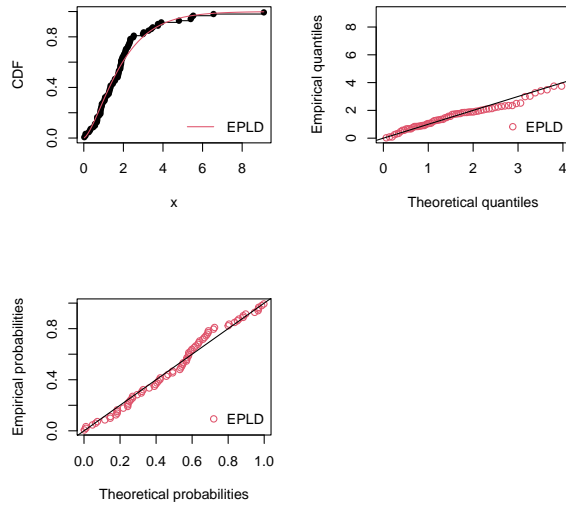 CDF
0.0 0.4 0.8
EPLD
0 2 4 6 8
x
Empirical quantiles
0 2 4 6 8
EPLD
0 1 2 3 4
Theoretical quantiles
Empirical probabilities
0.0 0.4 0.8
EPLD
0.0 0.2 0.4 0.6 0.8 1.0
Theoretical probabilities